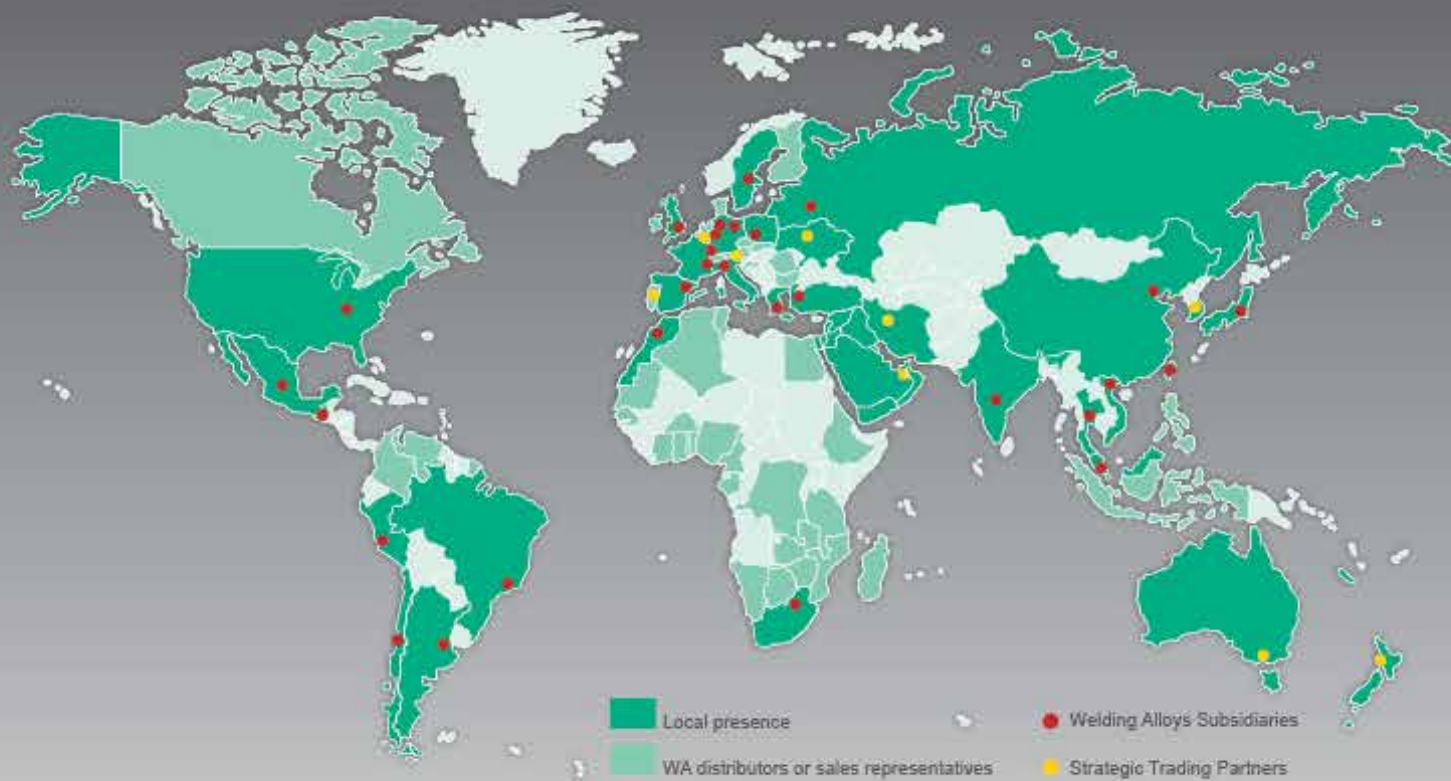 Local presence
Welding Alloys Subsidiaries
WA distributors or sales representatives
Strategic Trading Partners